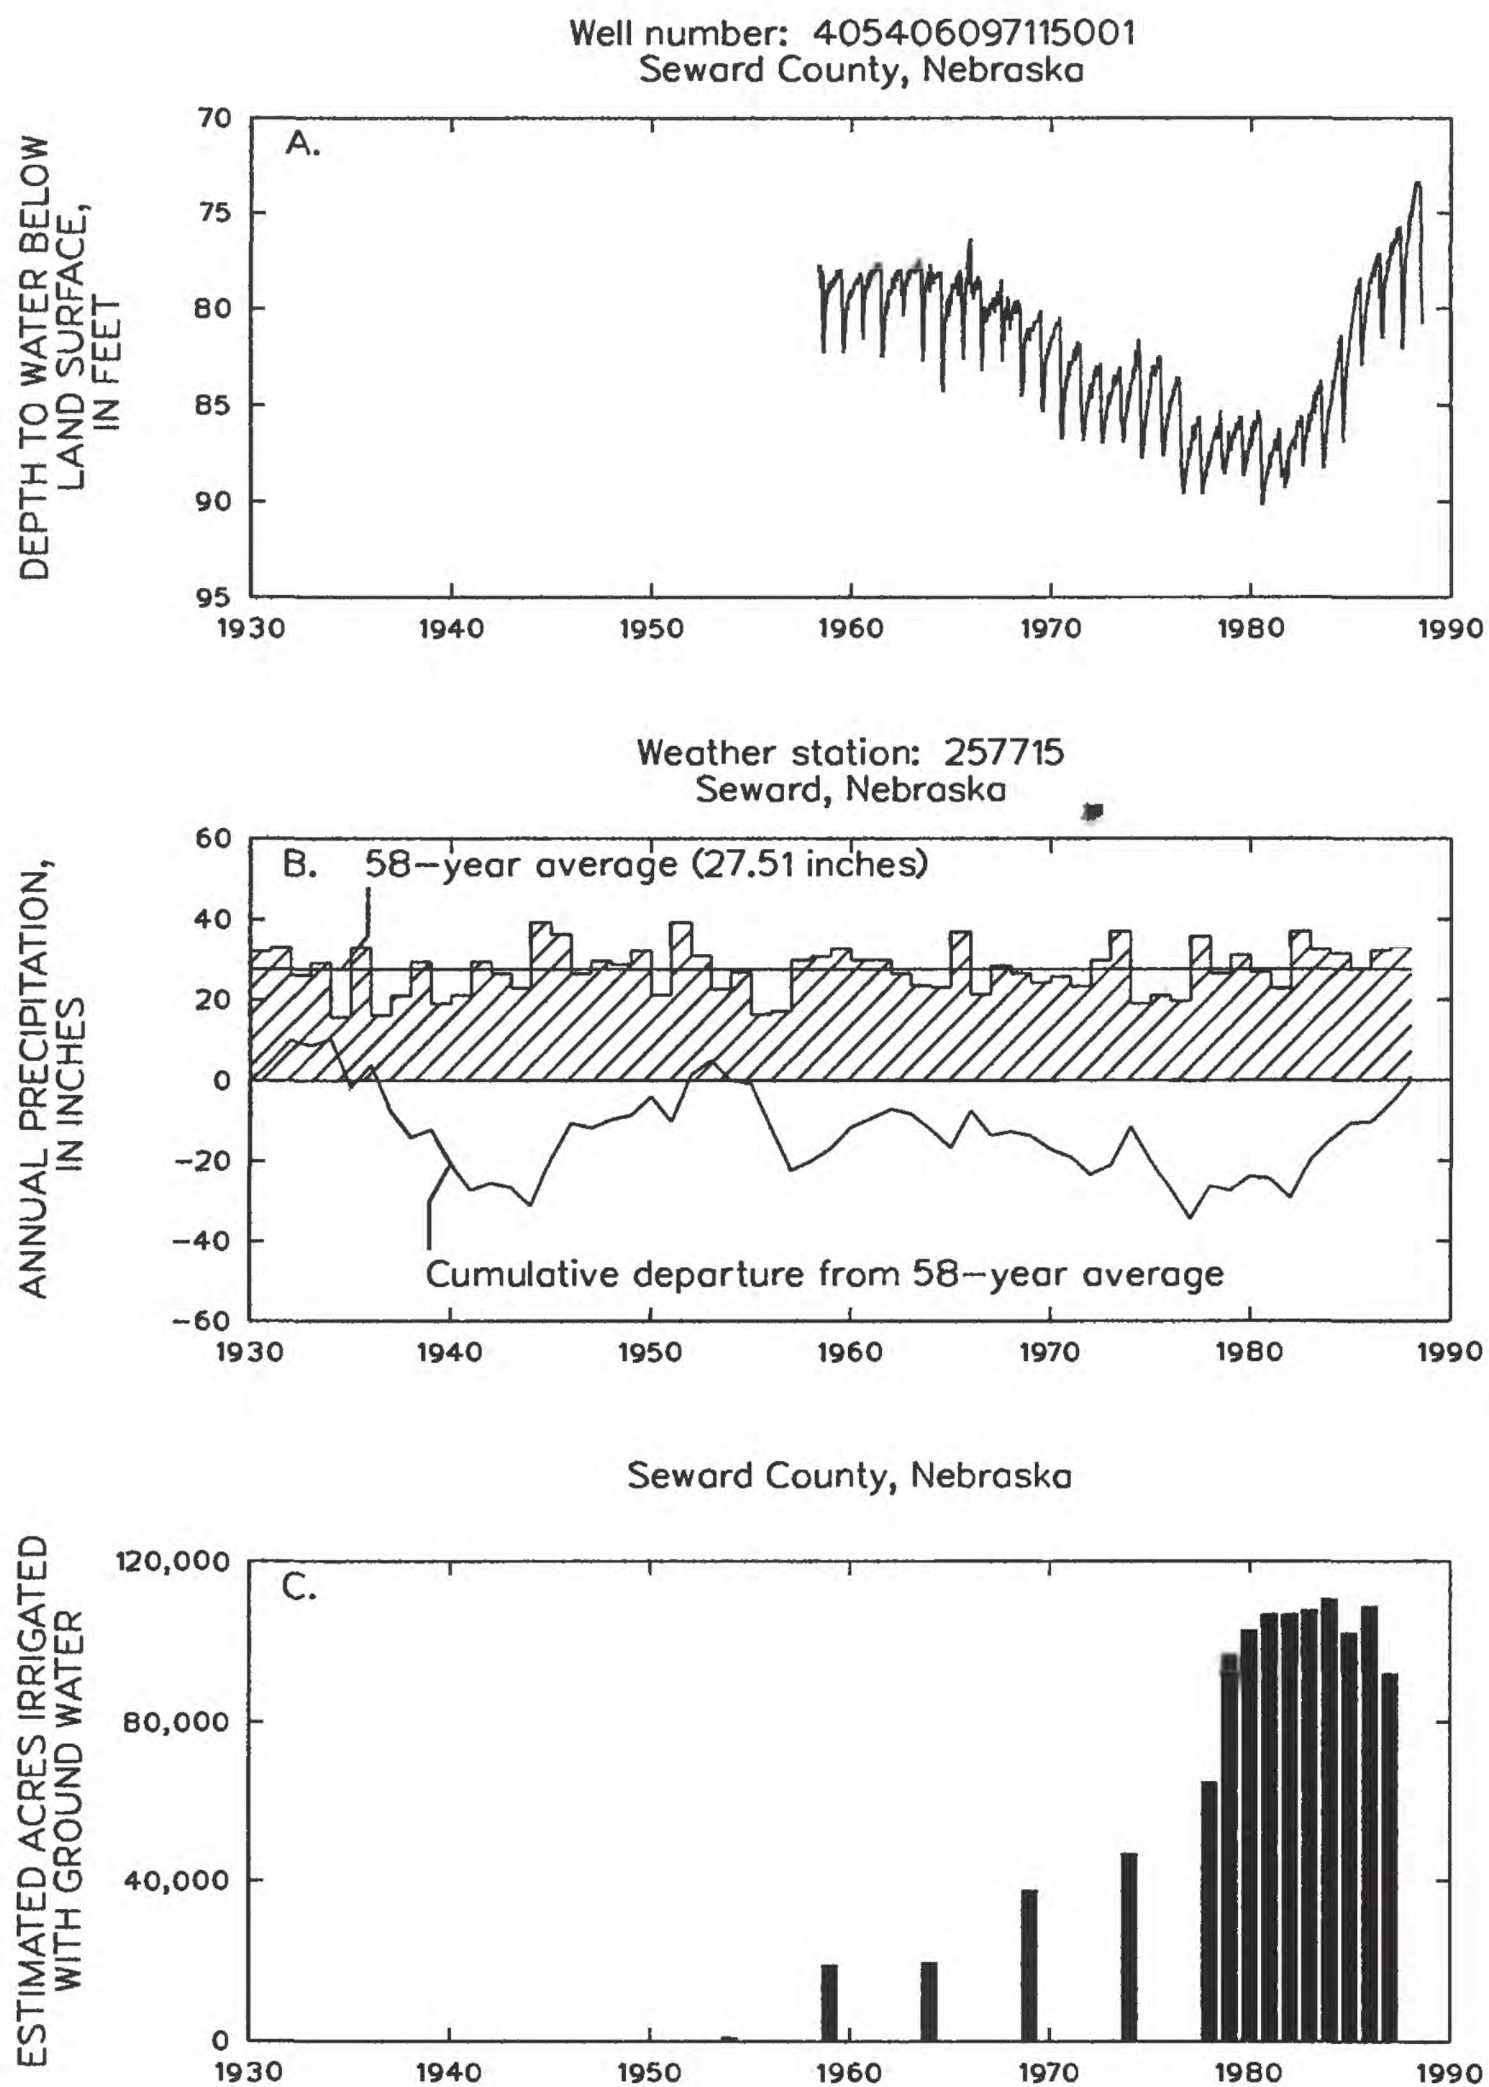 Well number: 405406097115001
Seward County, Nebraska
DEPTH TO WATER BELOW
LAND SURFACE,
IN FEET
A.
70
75
80
85
90
95
1930 1940 1950 1960 1970 1980 1990
Weather station: 257715
Seward, Nebraska
ANNUAL PRECIPITATION,
IN INCHES
B. 58-year average (27.51 inches)
60
40
20
0
-20
-40
-60
Cumulative departure from 58-year average
1930 1940 1950 1960 1970 1980 1990
Seward County, Nebraska
ESTIMATED ACRES IRRIGATED
WITH GROUND WATER
C.
120,000
80,000
40,000
0
1930 1940 1950 1960 1970 1980 1990